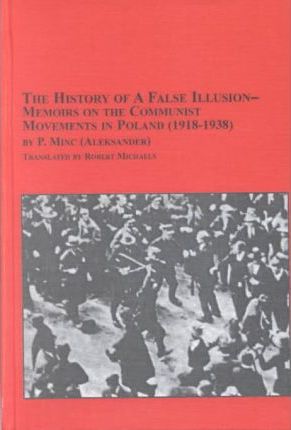 THE HISTORY OF A FALSE ILLUSION–
MEMOIRS ON THE COMMUNIST
MOVEMENTS IN POLAND (1918-1938)
BY P. MINC (ALEKSANDER)
TRANSLATED BY ROBERT MICHAELS